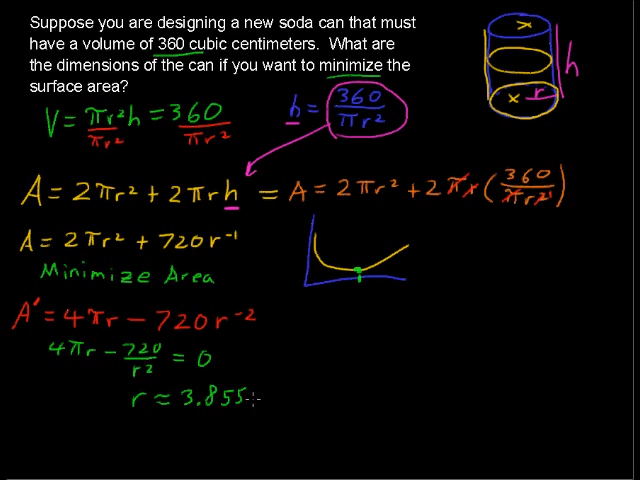 Suppose you are designing a new soda can that must
have a volume of 360 cubic centimeters.  What are
the dimensions of the can if you want to minimize the
surface area?
h
r
V = πr²h = 360
πr² πr²
h = 360/πr²
A = 2πr² + 2πrh = A = 2πr² + 2πr(360/πr²)
A = 2πr² + 720r⁻¹
Minimize Area
A' = 4πr − 720r⁻²
4πr − 720/r² = 0
r ≈ 3.855